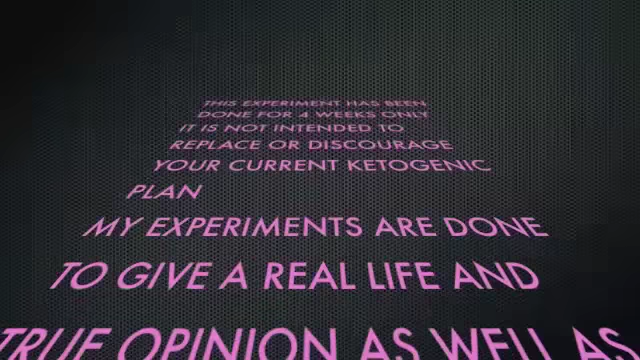 THIS EXPERIMENT HAS BEEN
DONE FOR 4 WEEKS ONLY
IT IS NOT INTENDED TO
REPLACE OR DISCOURAGE
YOUR CURRENT KETOGENIC
PLAN
MY EXPERIMENTS ARE DONE
TO GIVE A REAL LIFE AND
TRUE OPINION AS WELL AS